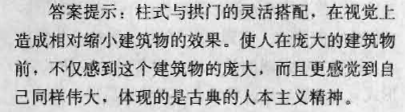 答案提示：柱式与拱门的灵活搭配，在视觉上
造成相对缩小建筑物的效果。使人在庞大的建筑物
前，不仅感到这个建筑物的庞大，而且更感觉到自
己同样伟大，体现的是古典的人本主义精神。